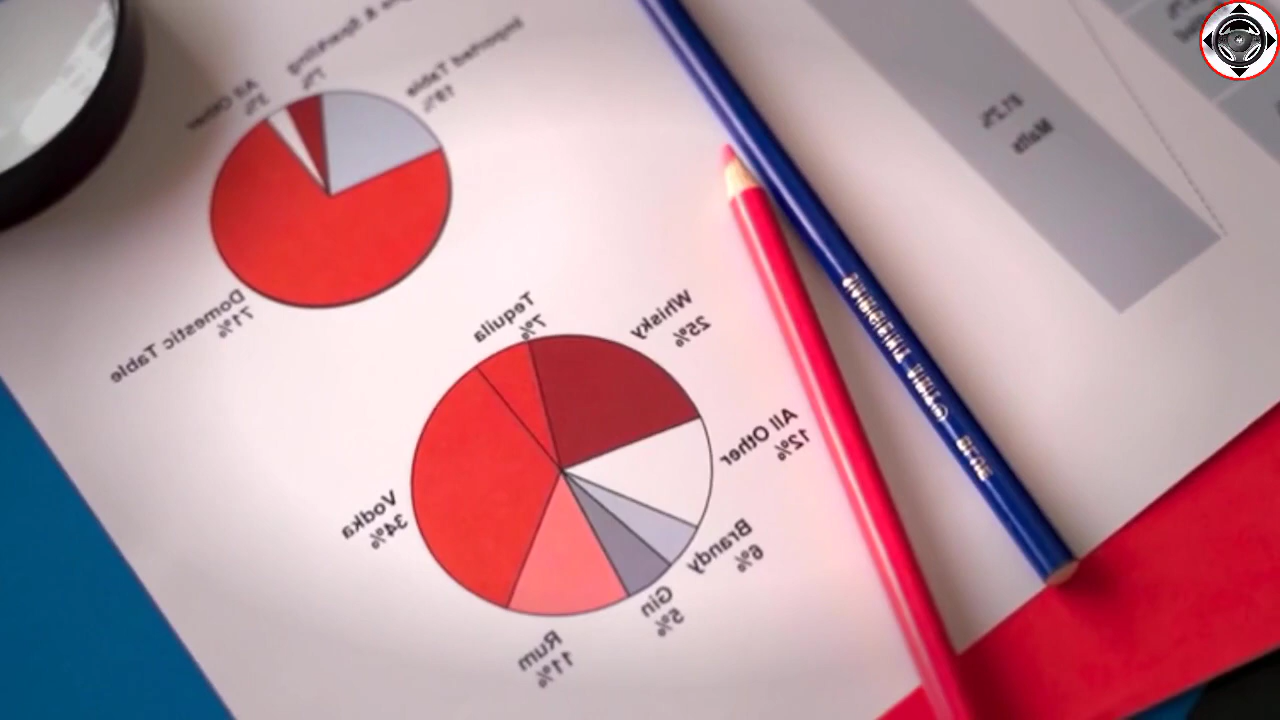 & Sparkling
7%
Imported Table
19%
All Other
3%
Domestic Table
71%
Tequila
7%
Whisky
25%
All Other
12%
Brandy
6%
Gin
5%
Rum
11%
Vodka
34%
Malts